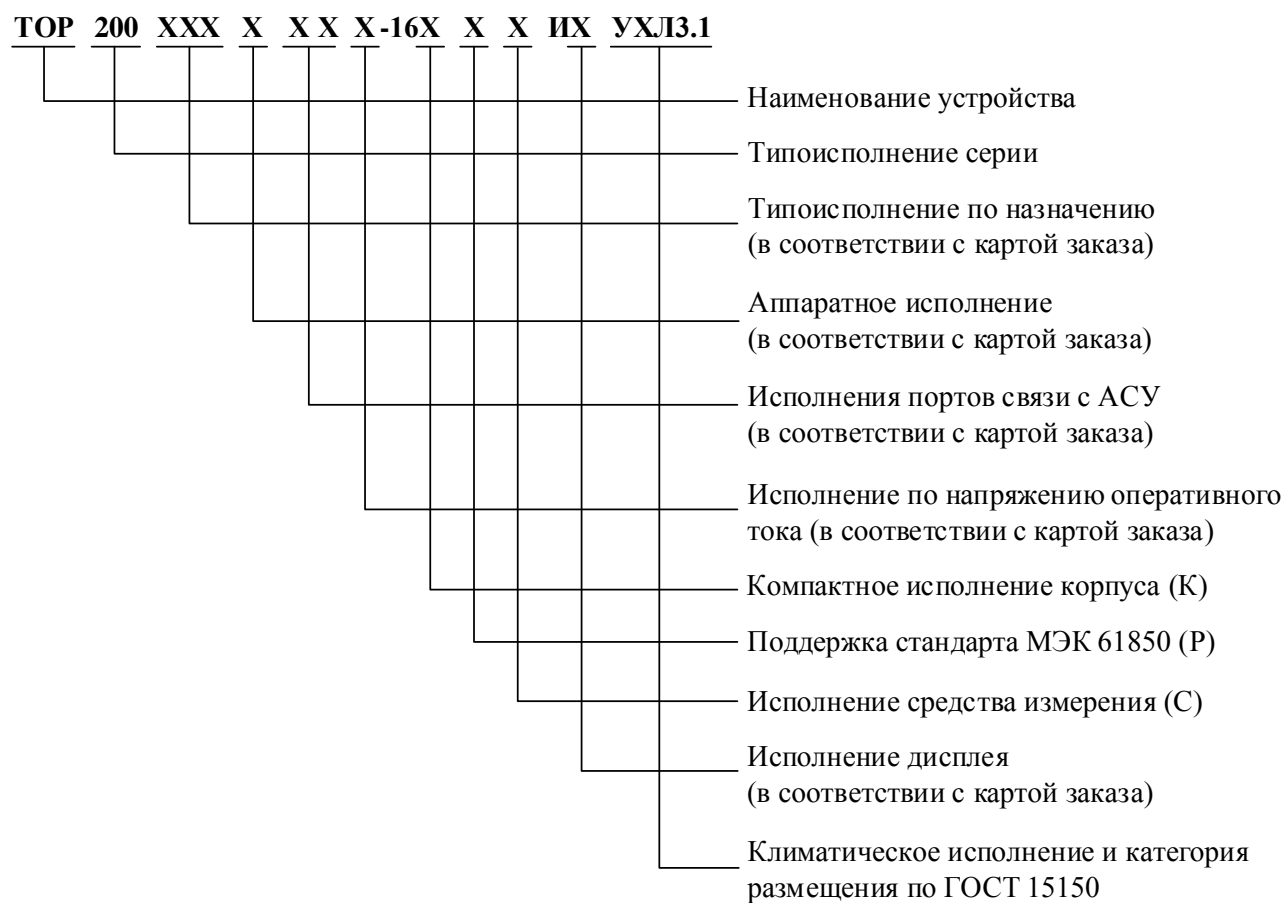 ТОР 200 XXX X X X X-16X X X ИX УХЛ3.1
Наименование устройства
Типоисполнение серии
Типоисполнение по назначению
(в соответствии с картой заказа)
Аппаратное исполнение
(в соответствии с картой заказа)
Исполнения портов связи с АСУ
(в соответствии с картой заказа)
Исполнение по напряжению оперативного
тока (в соответствии с картой заказа)
Компактное исполнение корпуса (К)
Поддержка стандарта МЭК 61850 (Р)
Исполнение средства измерения (С)
Исполнение дисплея
(в соответствии с картой заказа)
Климатическое исполнение и категория
размещения по ГОСТ 15150